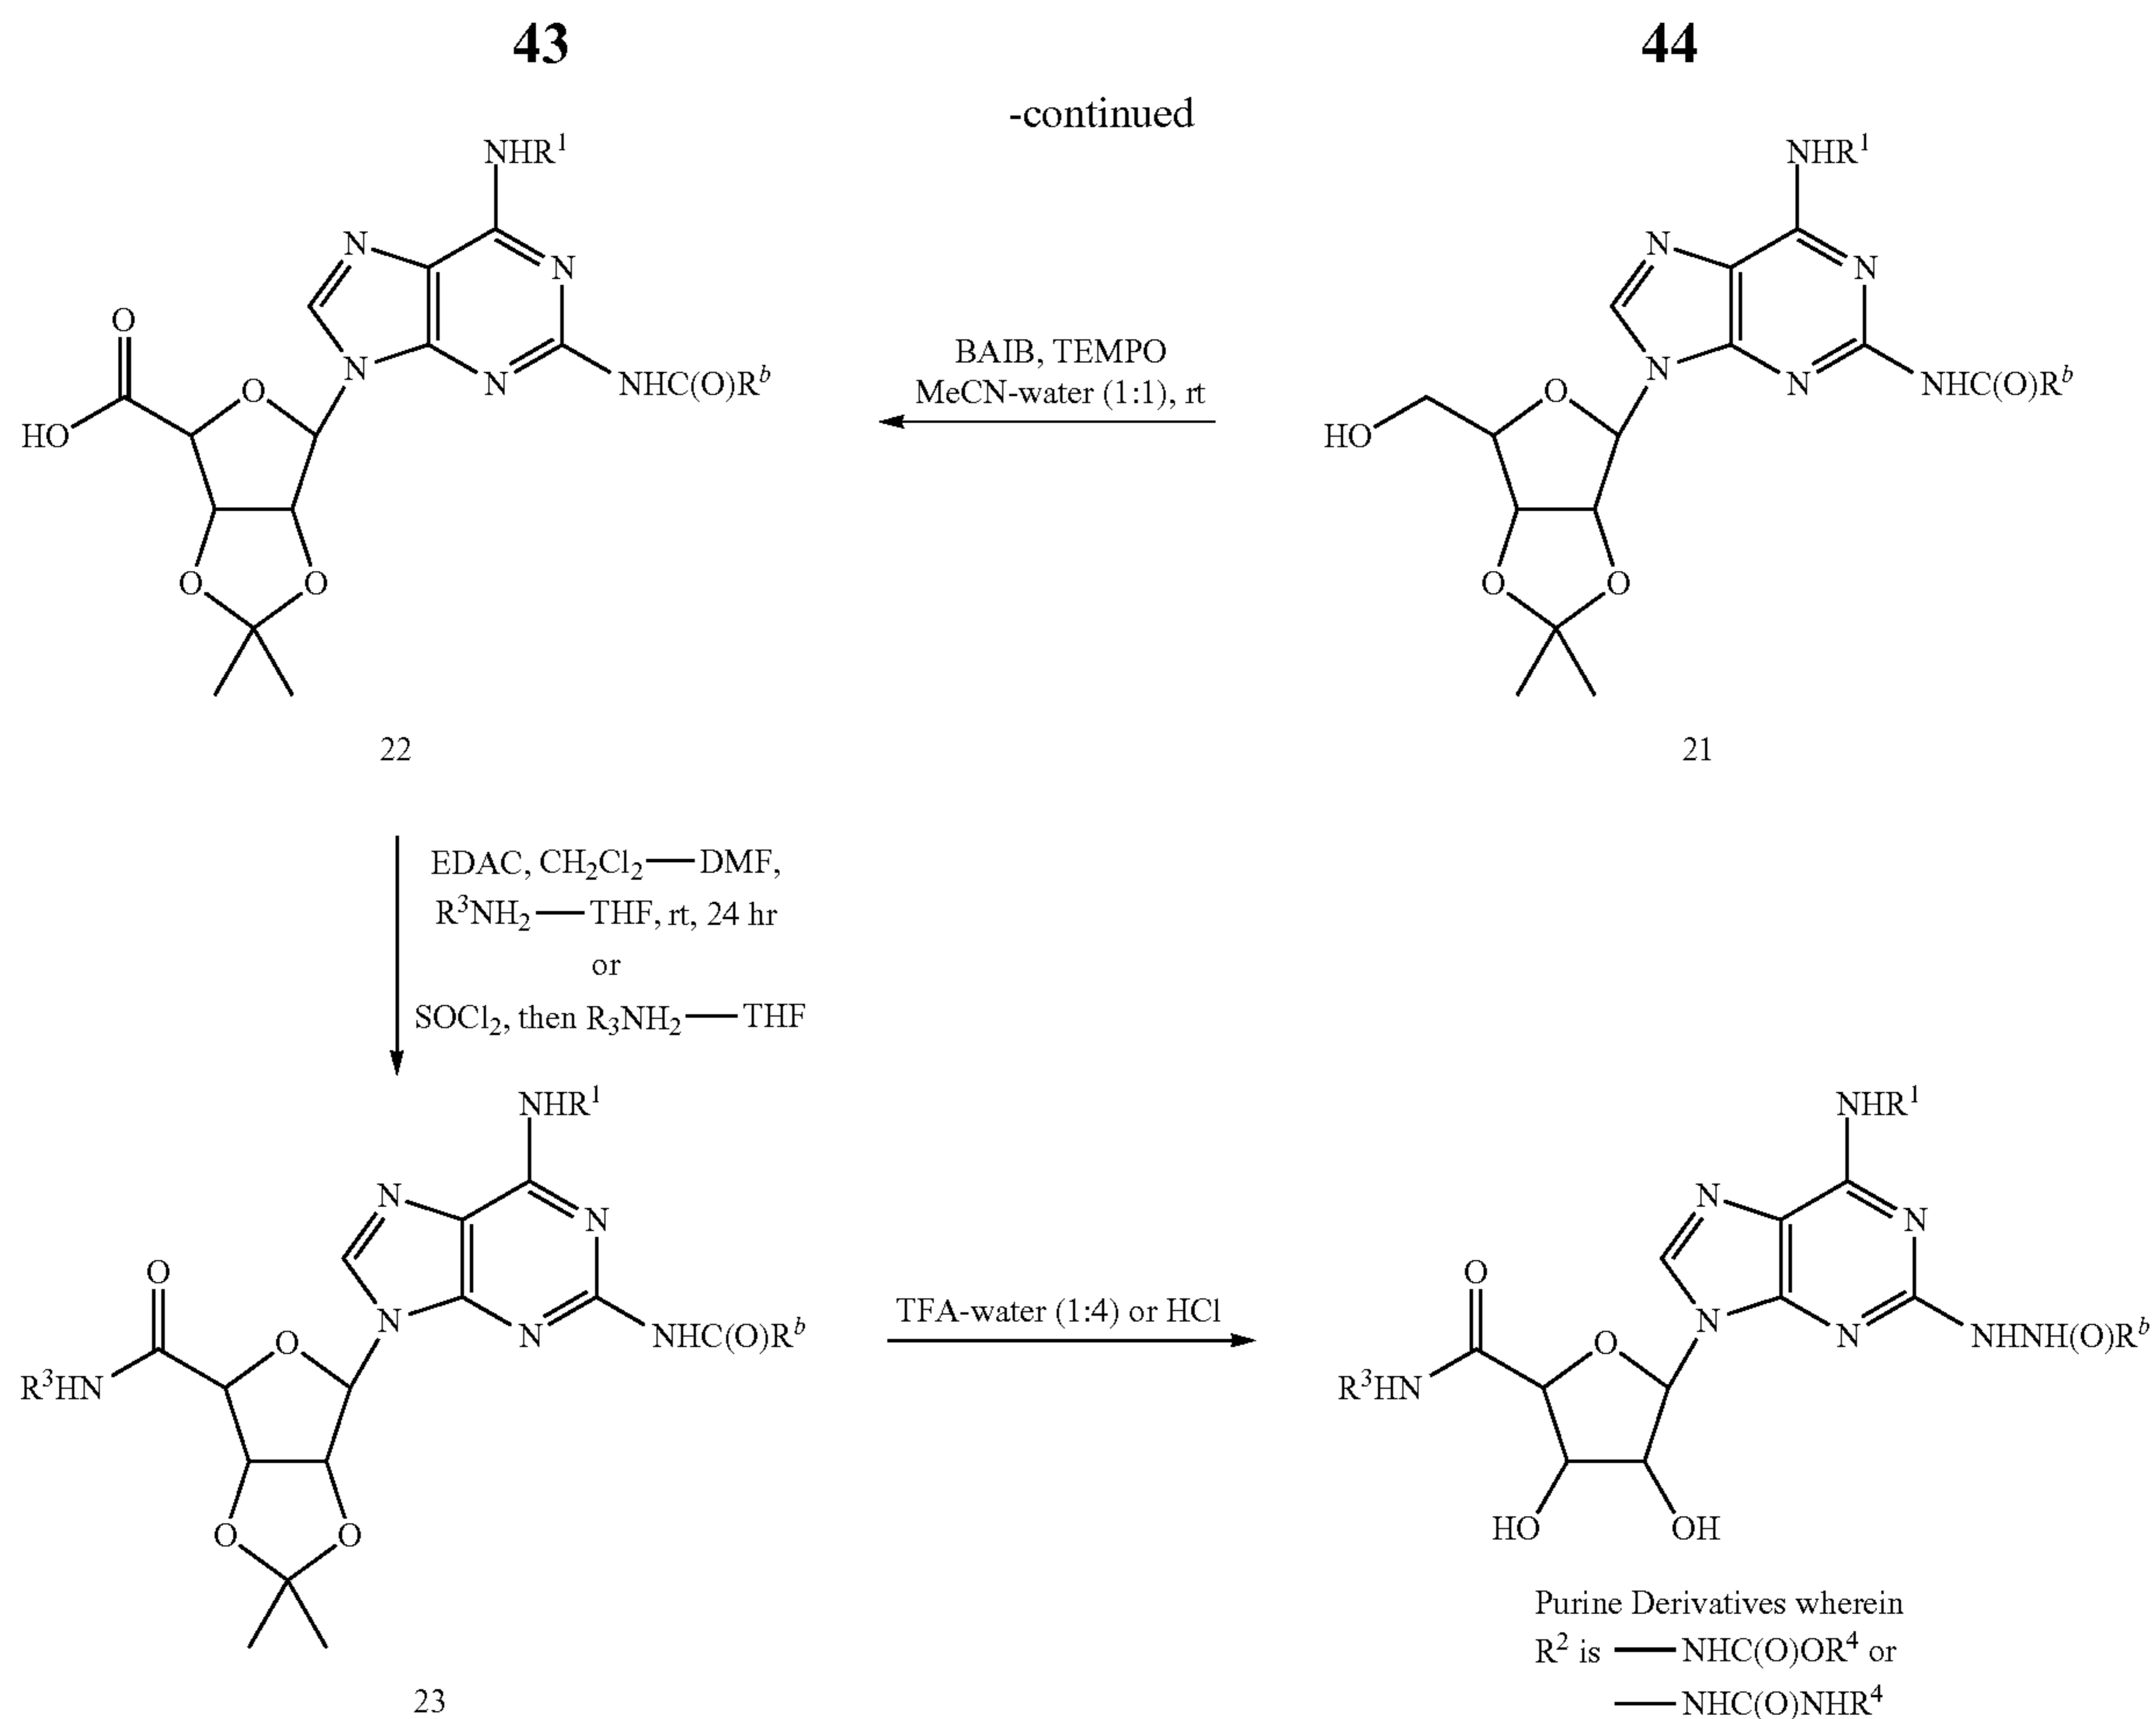 43
44
-continued
NHR¹
N
N
N
N
NHC(O)Rᵇ
O
HO
O
O
O
22
BAIB, TEMPO
MeCN-water (1:1), rt
NHR¹
N
N
N
N
NHC(O)Rᵇ
HO
O
O
O
21
EDAC, CH₂Cl₂—DMF,
R³NH₂—THF, rt, 24 hr
or
SOCl₂, then R₃NH₂—THF
NHR¹
N
N
N
N
NHC(O)Rᵇ
O
R³HN
O
O
O
23
TFA-water (1:4) or HCl
NHR¹
N
N
N
N
NHNH(O)Rᵇ
O
R³HN
O
HO
OH
Purine Derivatives wherein
R² is —NHC(O)OR⁴ or
—NHC(O)NHR⁴